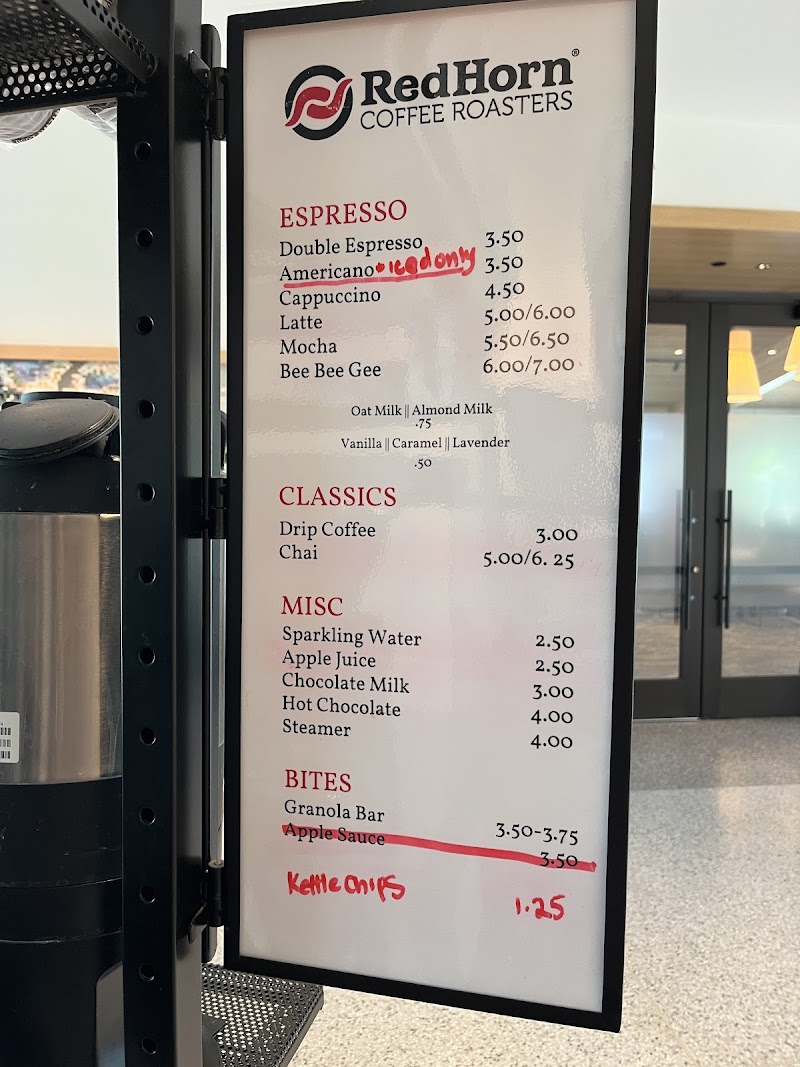 RedHorn®
COFFEE ROASTERS
ESPRESSO
Double Espresso 3.50
Americano *iced only 3.50
Cappuccino 4.50
Latte 5.00/6.00
Mocha 5.50/6.50
Bee Bee Gee 6.00/7.00
Oat Milk || Almond Milk
.75
Vanilla || Caramel || Lavender
.50
CLASSICS
Drip Coffee 3.00
Chai 5.00/6. 25
MISC
Sparkling Water 2.50
Apple Juice 2.50
Chocolate Milk 3.00
Hot Chocolate 4.00
Steamer 4.00
BITES
Granola Bar 3.50-3.75
Apple Sauce 3.50
Kettle Chips 1.25